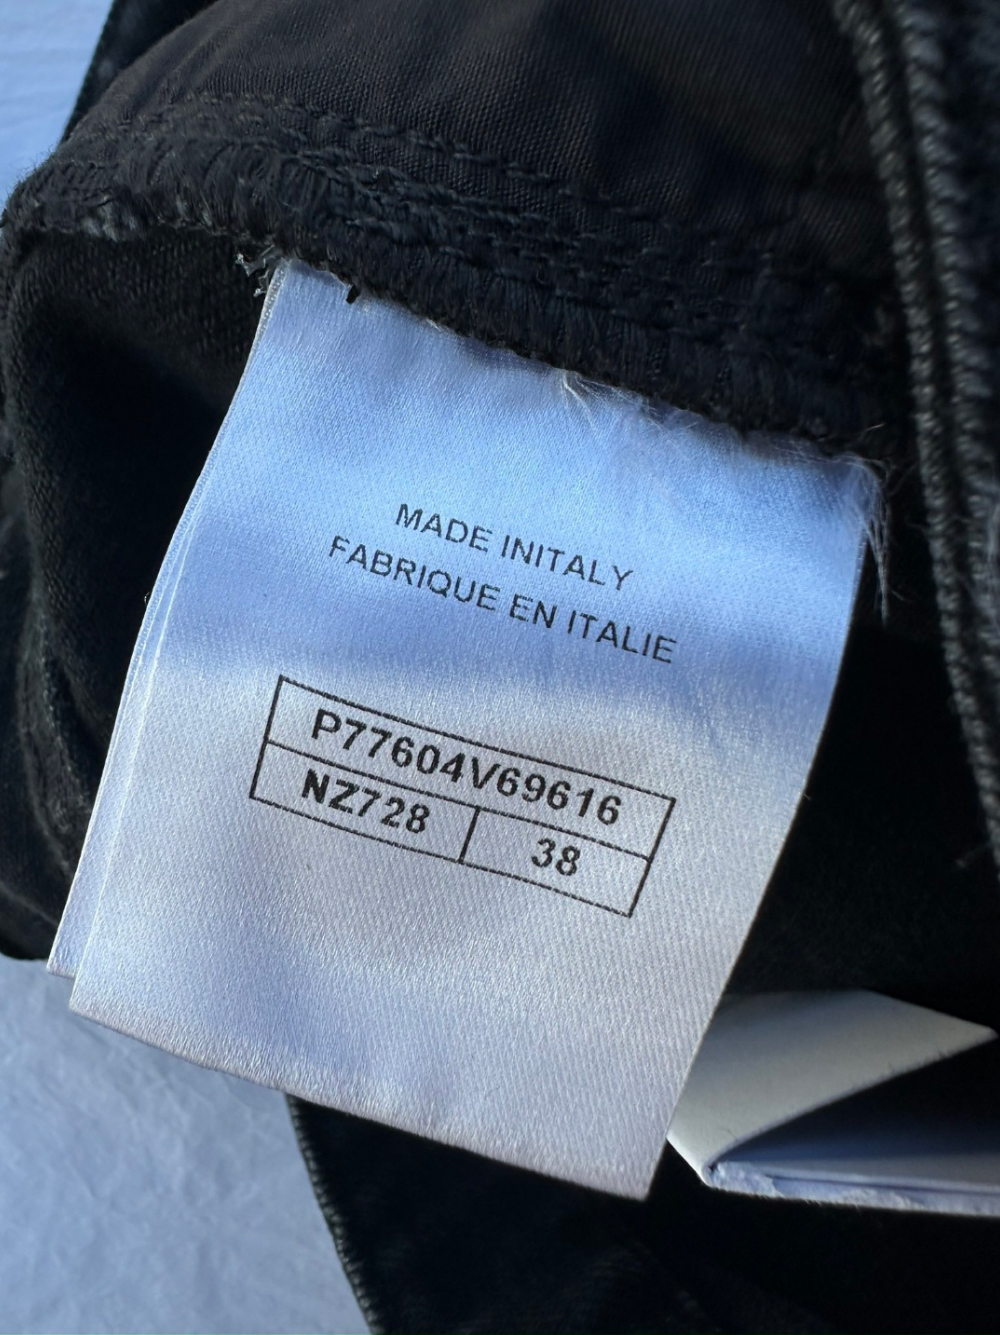 MADE INITALY
FABRIQUE EN ITALIE
P77604V69616
NZ728 38